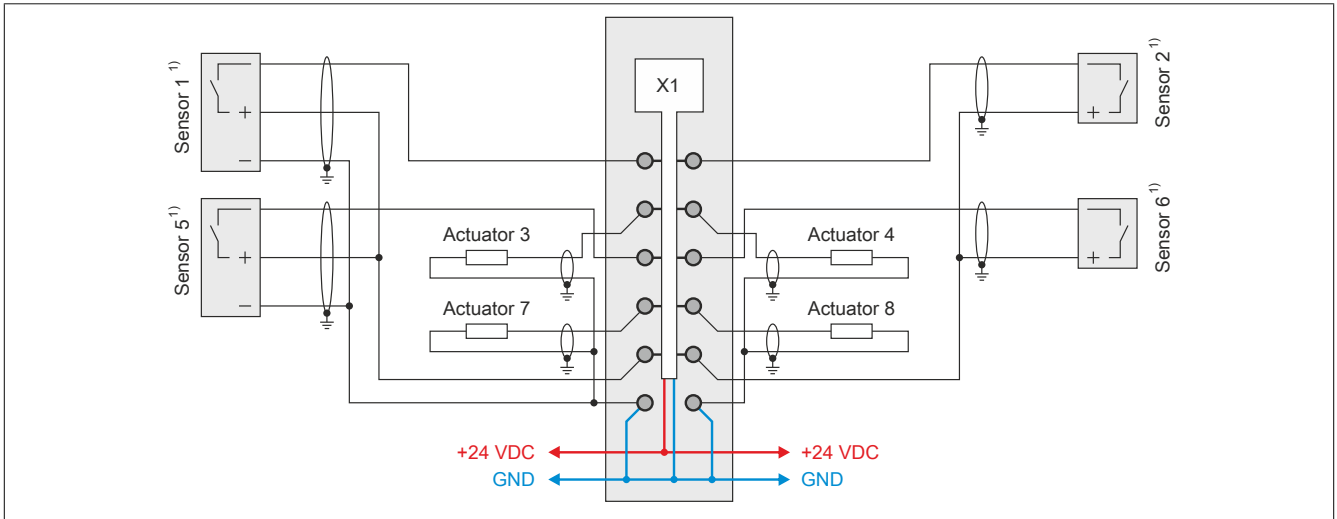 X1
Sensor 1 1)
+
–
Sensor 2 1)
+
Sensor 5 1)
+
–
Sensor 6 1)
+
Actuator 3
Actuator 4
Actuator 7
Actuator 8
+24 VDC
+24 VDC
GND
GND